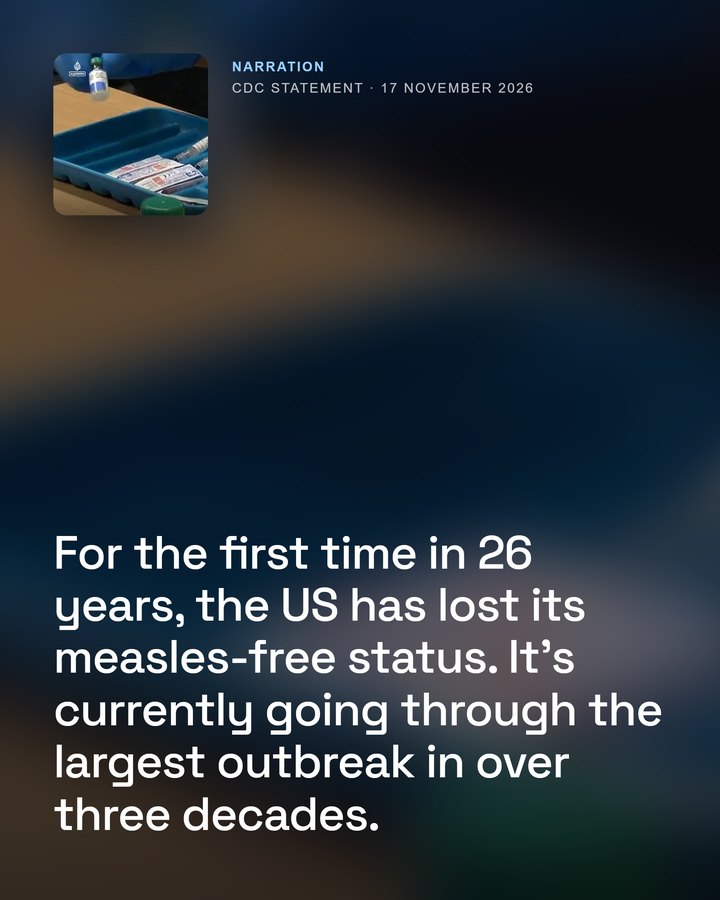 NARRATION
CDC STATEMENT · 17 NOVEMBER 2026
For the first time in 26
years, the US has lost its
measles-free status. It’s
currently going through the
largest outbreak in over
three decades.